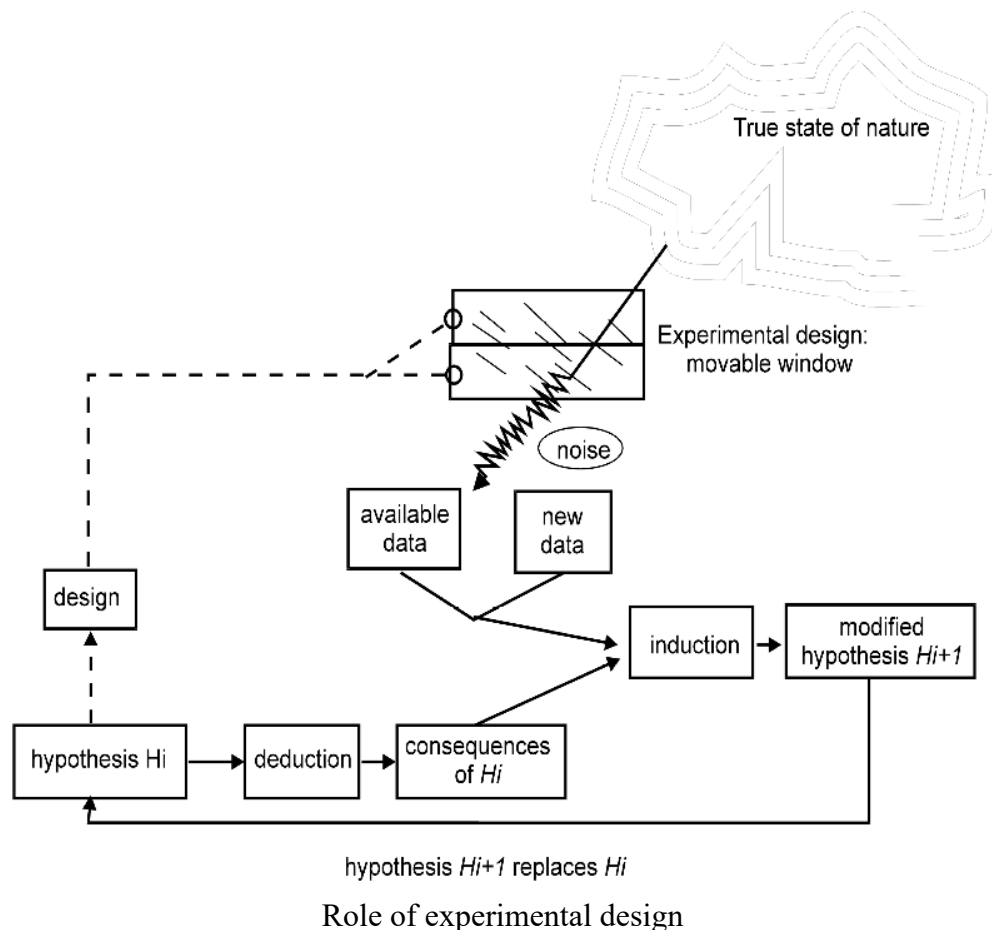 True state of nature
Experimental design:
movable window
noise
available
data
new
data
design
induction
modified
hypothesis Hi+1
hypothesis Hi
deduction
consequences
of Hi
hypothesis Hi+1 replaces Hi
Role of experimental design